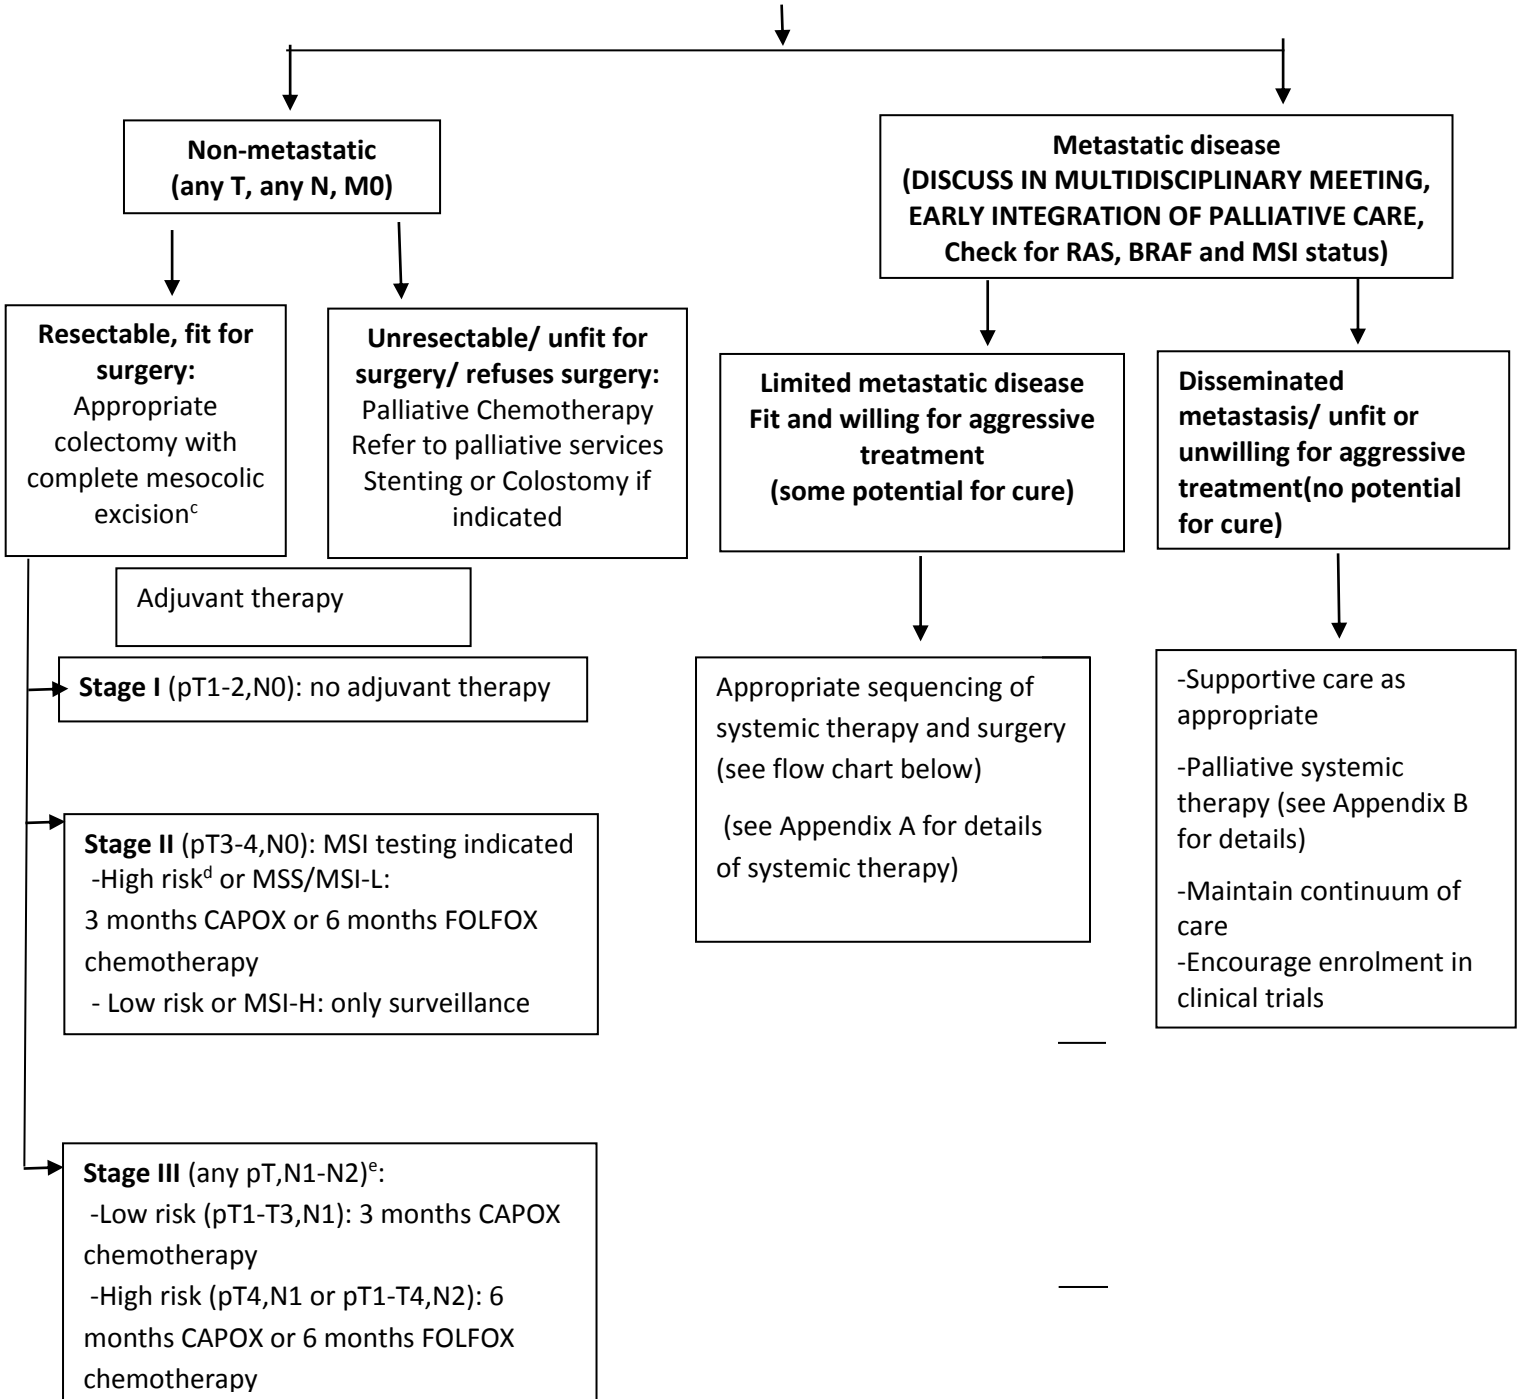 Non-metastatic
(any T, any N, M0)
Metastatic disease
(DISCUSS IN MULTIDISCIPLINARY MEETING,
EARLY INTEGRATION OF PALLIATIVE CARE,
Check for RAS, BRAF and MSI status)
Resectable, fit for
surgery:
Appropriate
colectomy with
complete mesocolic
excisionᶜ
Unresectable/ unfit for
surgery/ refuses surgery:
Palliative Chemotherapy
Refer to palliative services
Stenting or Colostomy if
indicated
Limited metastatic disease
Fit and willing for aggressive
treatment
(some potential for cure)
Disseminated
metastasis/ unfit or
unwilling for aggressive
treatment(no potential
for cure)
Adjuvant therapy
Stage I (pT1-2,N0): no adjuvant therapy
Stage II (pT3-4,N0): MSI testing indicated
-High riskᵈ or MSS/MSI-L:
3 months CAPOX or 6 months FOLFOX
chemotherapy
- Low risk or MSI-H: only surveillance
Stage III (any pT,N1-N2)ᵉ:
-Low risk (pT1-T3,N1): 3 months CAPOX
chemotherapy
-High risk (pT4,N1 or pT1-T4,N2): 6
months CAPOX or 6 months FOLFOX
chemotherapy
Appropriate sequencing of
systemic therapy and surgery
(see flow chart below)
(see Appendix A for details
of systemic therapy)
-Supportive care as
appropriate
-Palliative systemic
therapy (see Appendix B
for details)
-Maintain continuum of
care
-Encourage enrolment in
clinical trials